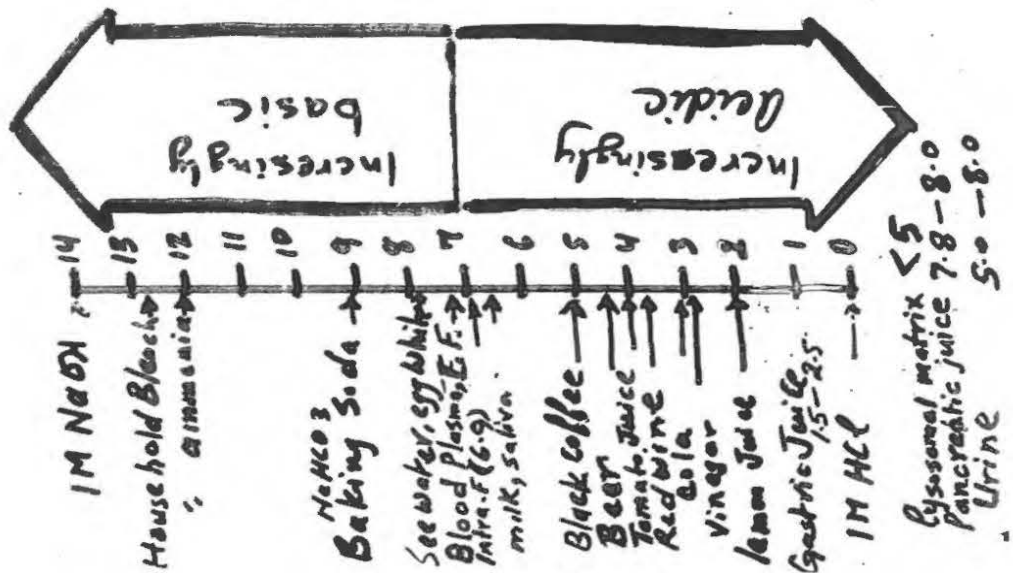 Increasingly
basic
Increasingly
acidic
14
13
12
11
10
9
8
7
6
5
4
3
2
1
0
1M NaOH
Household Bleach
" ammonia
NaHCO3
Baking Soda
Seewater, egg white
Blood Plasma, E.F.
Intra.F (6.9)
milk, saliva
Black coffee
Beer
Tomato Juice
Red wine
Cola
Vinegar
lemon Juice
Gastric Juice
1.5-2.5
1M HCl
lysosomal matrix <5
Pancreatic juice 7.8-8.0
Urine 5.0-8.0